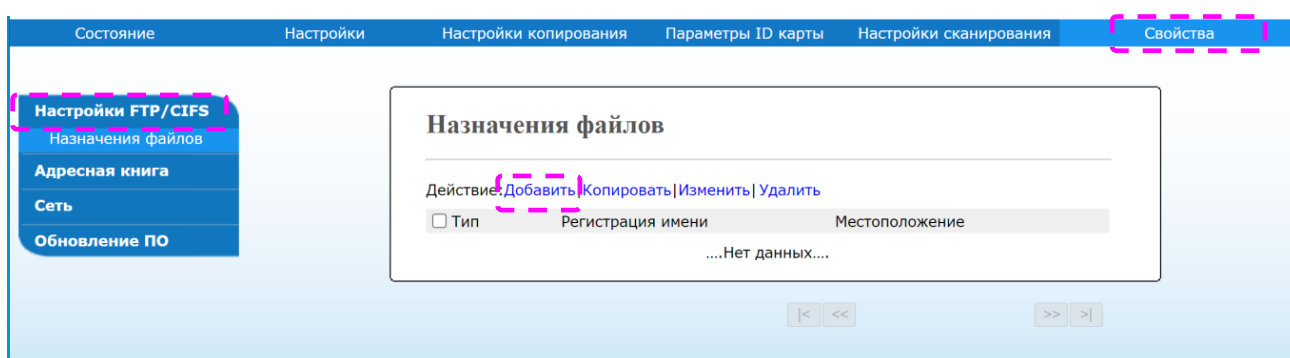 Состояние Настройки Настройки копирования Параметры ID карты Настройки сканирования Свойства
Настройки FTP/CIFS
Назначения файлов
Адресная книга
Сеть
Обновление ПО
Назначения файлов
Действие:Добавить|Копировать|Изменить|Удалить
Тип Регистрация имени Местоположение
....Нет данных....
|< << >> >|